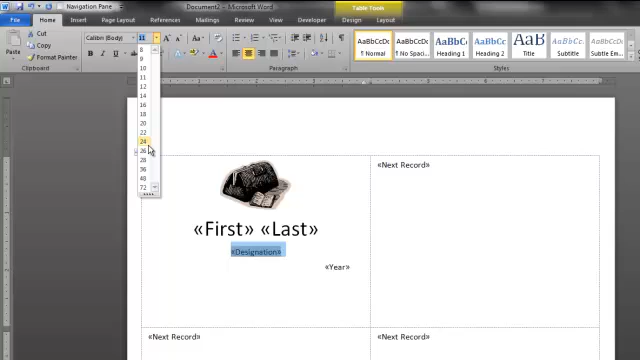 Navigation Pane
Document2 - Microsoft Word
Table Tools
File
Home
Insert
Page Layout
References
Mailings
Review
View
Developer
Design
Layout
Paste
Cut
Copy
Format Painter
Clipboard
Calibri (Body)
11
Paragraph
AaBbCcDc
¶ Normal
AaBbCcDc
¶ No Spaci...
AaBbCc
Heading 1
AaBbCc
Heading 2
AaB
Title
AaBbCc.
Subtitle
AaBbCcDc
Subtle Em...
Styles
8
9
10
11
12
14
16
18
20
22
24
26
28
36
48
72
«First» «Last»
«Designation»
«Year»
«Next Record»
«Next Record»
«Next Record»